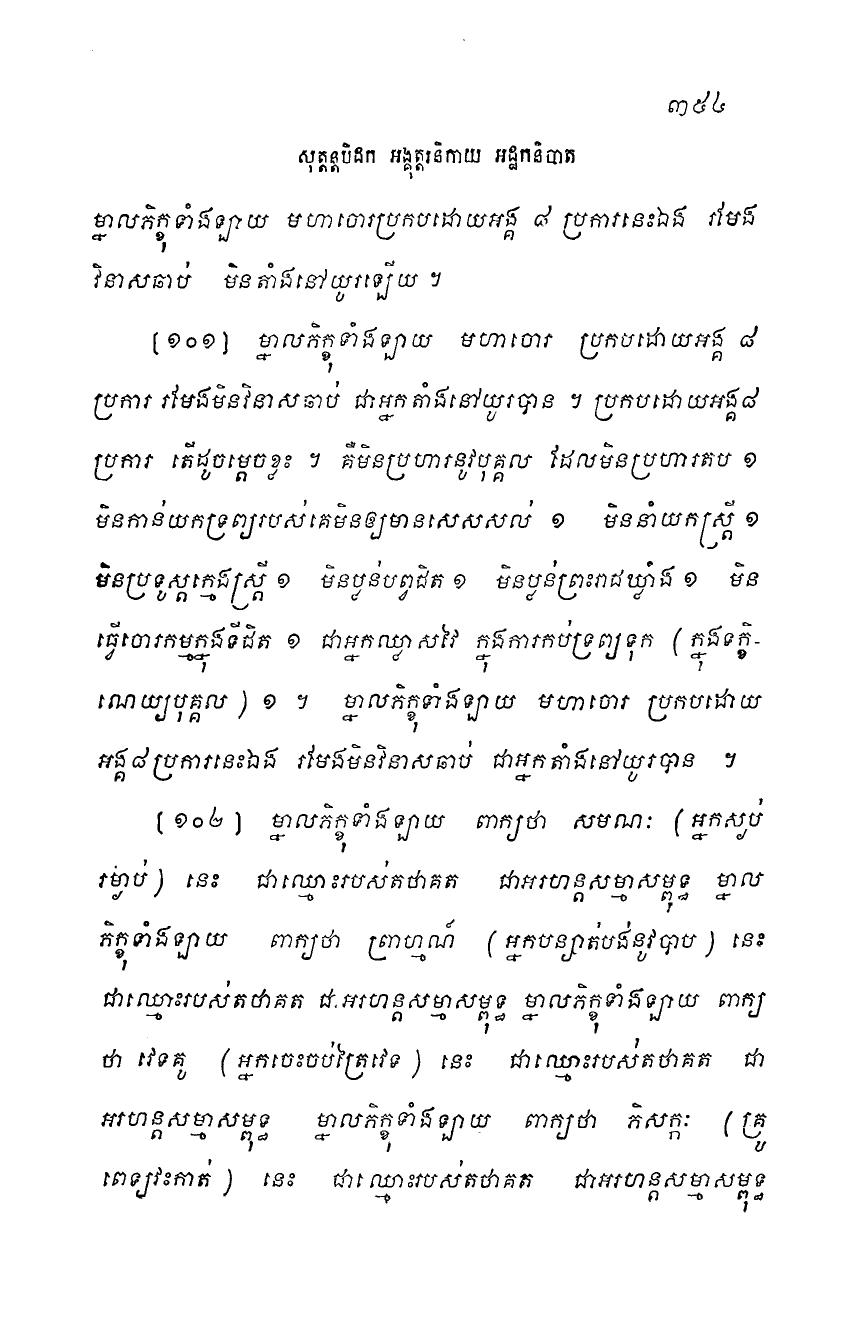 ៣៥៤
សុត្តន្តបិដក អង្គុត្តរនិកាយ អដ្ឋកនិបាត
ម្នាលភិក្ខុទាំងឡាយ មហាចោរប្រកបដោយអង្គ ៨ ប្រការនេះឯង រមែង
វិនាសឆាប់ មិនតាំងនៅយូរឡើយ ។
[១០១] ម្នាលភិក្ខុទាំងឡាយ មហាចោរ ប្រកបដោយអង្គ ៨
ប្រការ រមែងមិនវិនាសឆាប់ ជាអ្នកតាំងនៅយូរបាន ។ ប្រកបដោយអង្គ៨
ប្រការ តើដូចម្តេចខ្លះ ។ គឺមិនប្រហារនូវបុគ្គល ដែលមិនប្រហារតប ១
មិនកាន់យកទ្រព្យរបស់គេមិនឲ្យមានសេសសល់ ១ មិននាំយកស្រ្តី ១
មិនប្រទូស្តក្មេងស្រ្តី ១ មិនប្លន់បព្វជិត ១ មិនប្លន់ព្រះរាជឃ្លាំង ១ មិន
ធ្វើចោរកម្មក្នុងទីជិត ១ ជាអ្នកឈ្លាសវៃ ក្នុងការកប់ទ្រព្យទុក (ក្នុងទក្ខិ-
ណេយ្យបុគ្គល) ១ ។ ម្នាលភិក្ខុទាំងឡាយ មហាចោរ ប្រកបដោយ
អង្គ៨ប្រការនេះឯង រមែងមិនវិនាសឆាប់ ជាអ្នកតាំងនៅយូរបាន ។
[១០២] ម្នាលភិក្ខុទាំងឡាយ ពាក្យថា សមណៈ (អ្នកស្ងប់
រម្ងាប់) នេះ ជាឈ្មោះរបស់តថាគត ជាអរហន្តសម្មាសម្ពុទ្ធ ម្នាល
ភិក្ខុទាំងឡាយ ពាក្យថា ព្រាហ្មណ៍ (អ្នកបន្សាត់បង់នូវបាប) នេះ
ជាឈ្មោះរបស់តថាគត ជាអរហន្តសម្មាសម្ពុទ្ធ ម្នាលភិក្ខុទាំងឡាយ ពាក្យ
ថា វេទគូ (អ្នកចេះចប់ត្រៃវេទ) នេះ ជាឈ្មោះរបស់តថាគត ជា
អរហន្តសម្មាសម្ពុទ្ធ ម្នាលភិក្ខុទាំងឡាយ ពាក្យថា ភិសក្កៈ (គ្រូ
ពេទ្យវះកាត់) នេះ ជាឈ្មោះរបស់តថាគត ជាអរហន្តសម្មាសម្ពុទ្ធ